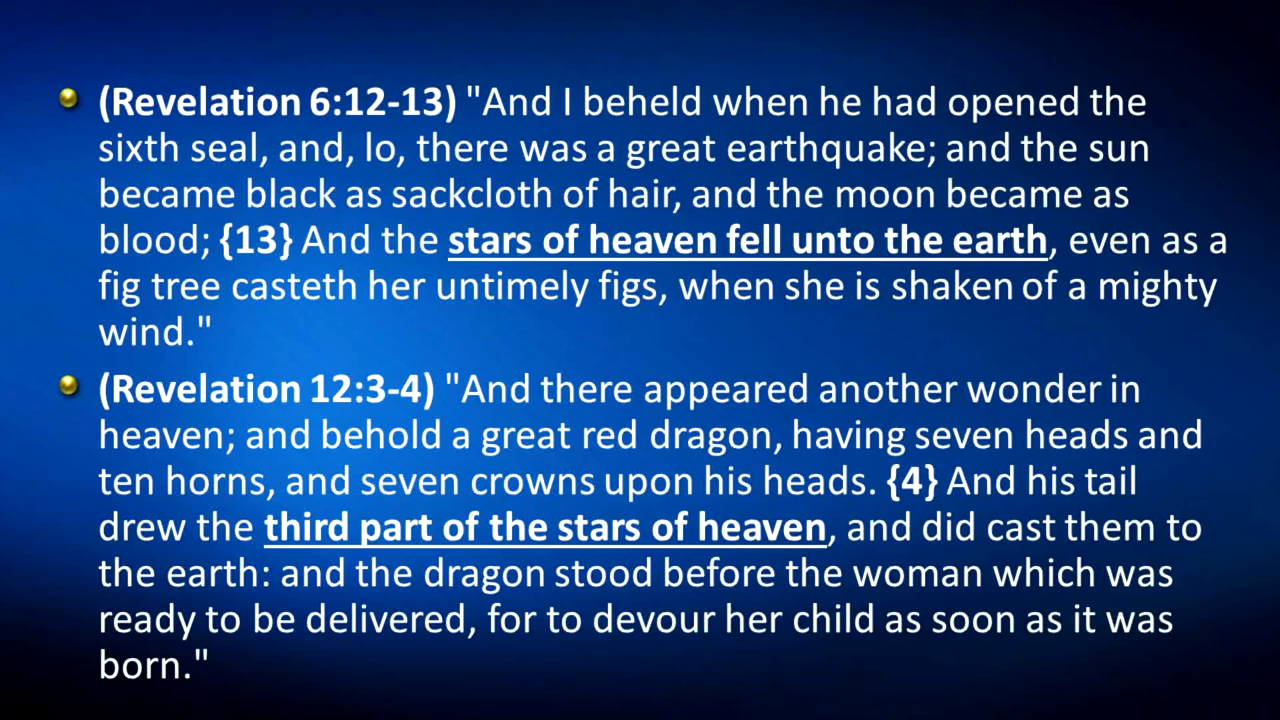 (Revelation 6:12-13) "And I beheld when he had opened the
sixth seal, and, lo, there was a great earthquake; and the sun
became black as sackcloth of hair, and the moon became as
blood; {13} And the stars of heaven fell unto the earth, even as a
fig tree casteth her untimely figs, when she is shaken of a mighty
wind."
(Revelation 12:3-4) "And there appeared another wonder in
heaven; and behold a great red dragon, having seven heads and
ten horns, and seven crowns upon his heads. {4} And his tail
drew the third part of the stars of heaven, and did cast them to
the earth: and the dragon stood before the woman which was
ready to be delivered, for to devour her child as soon as it was
born."